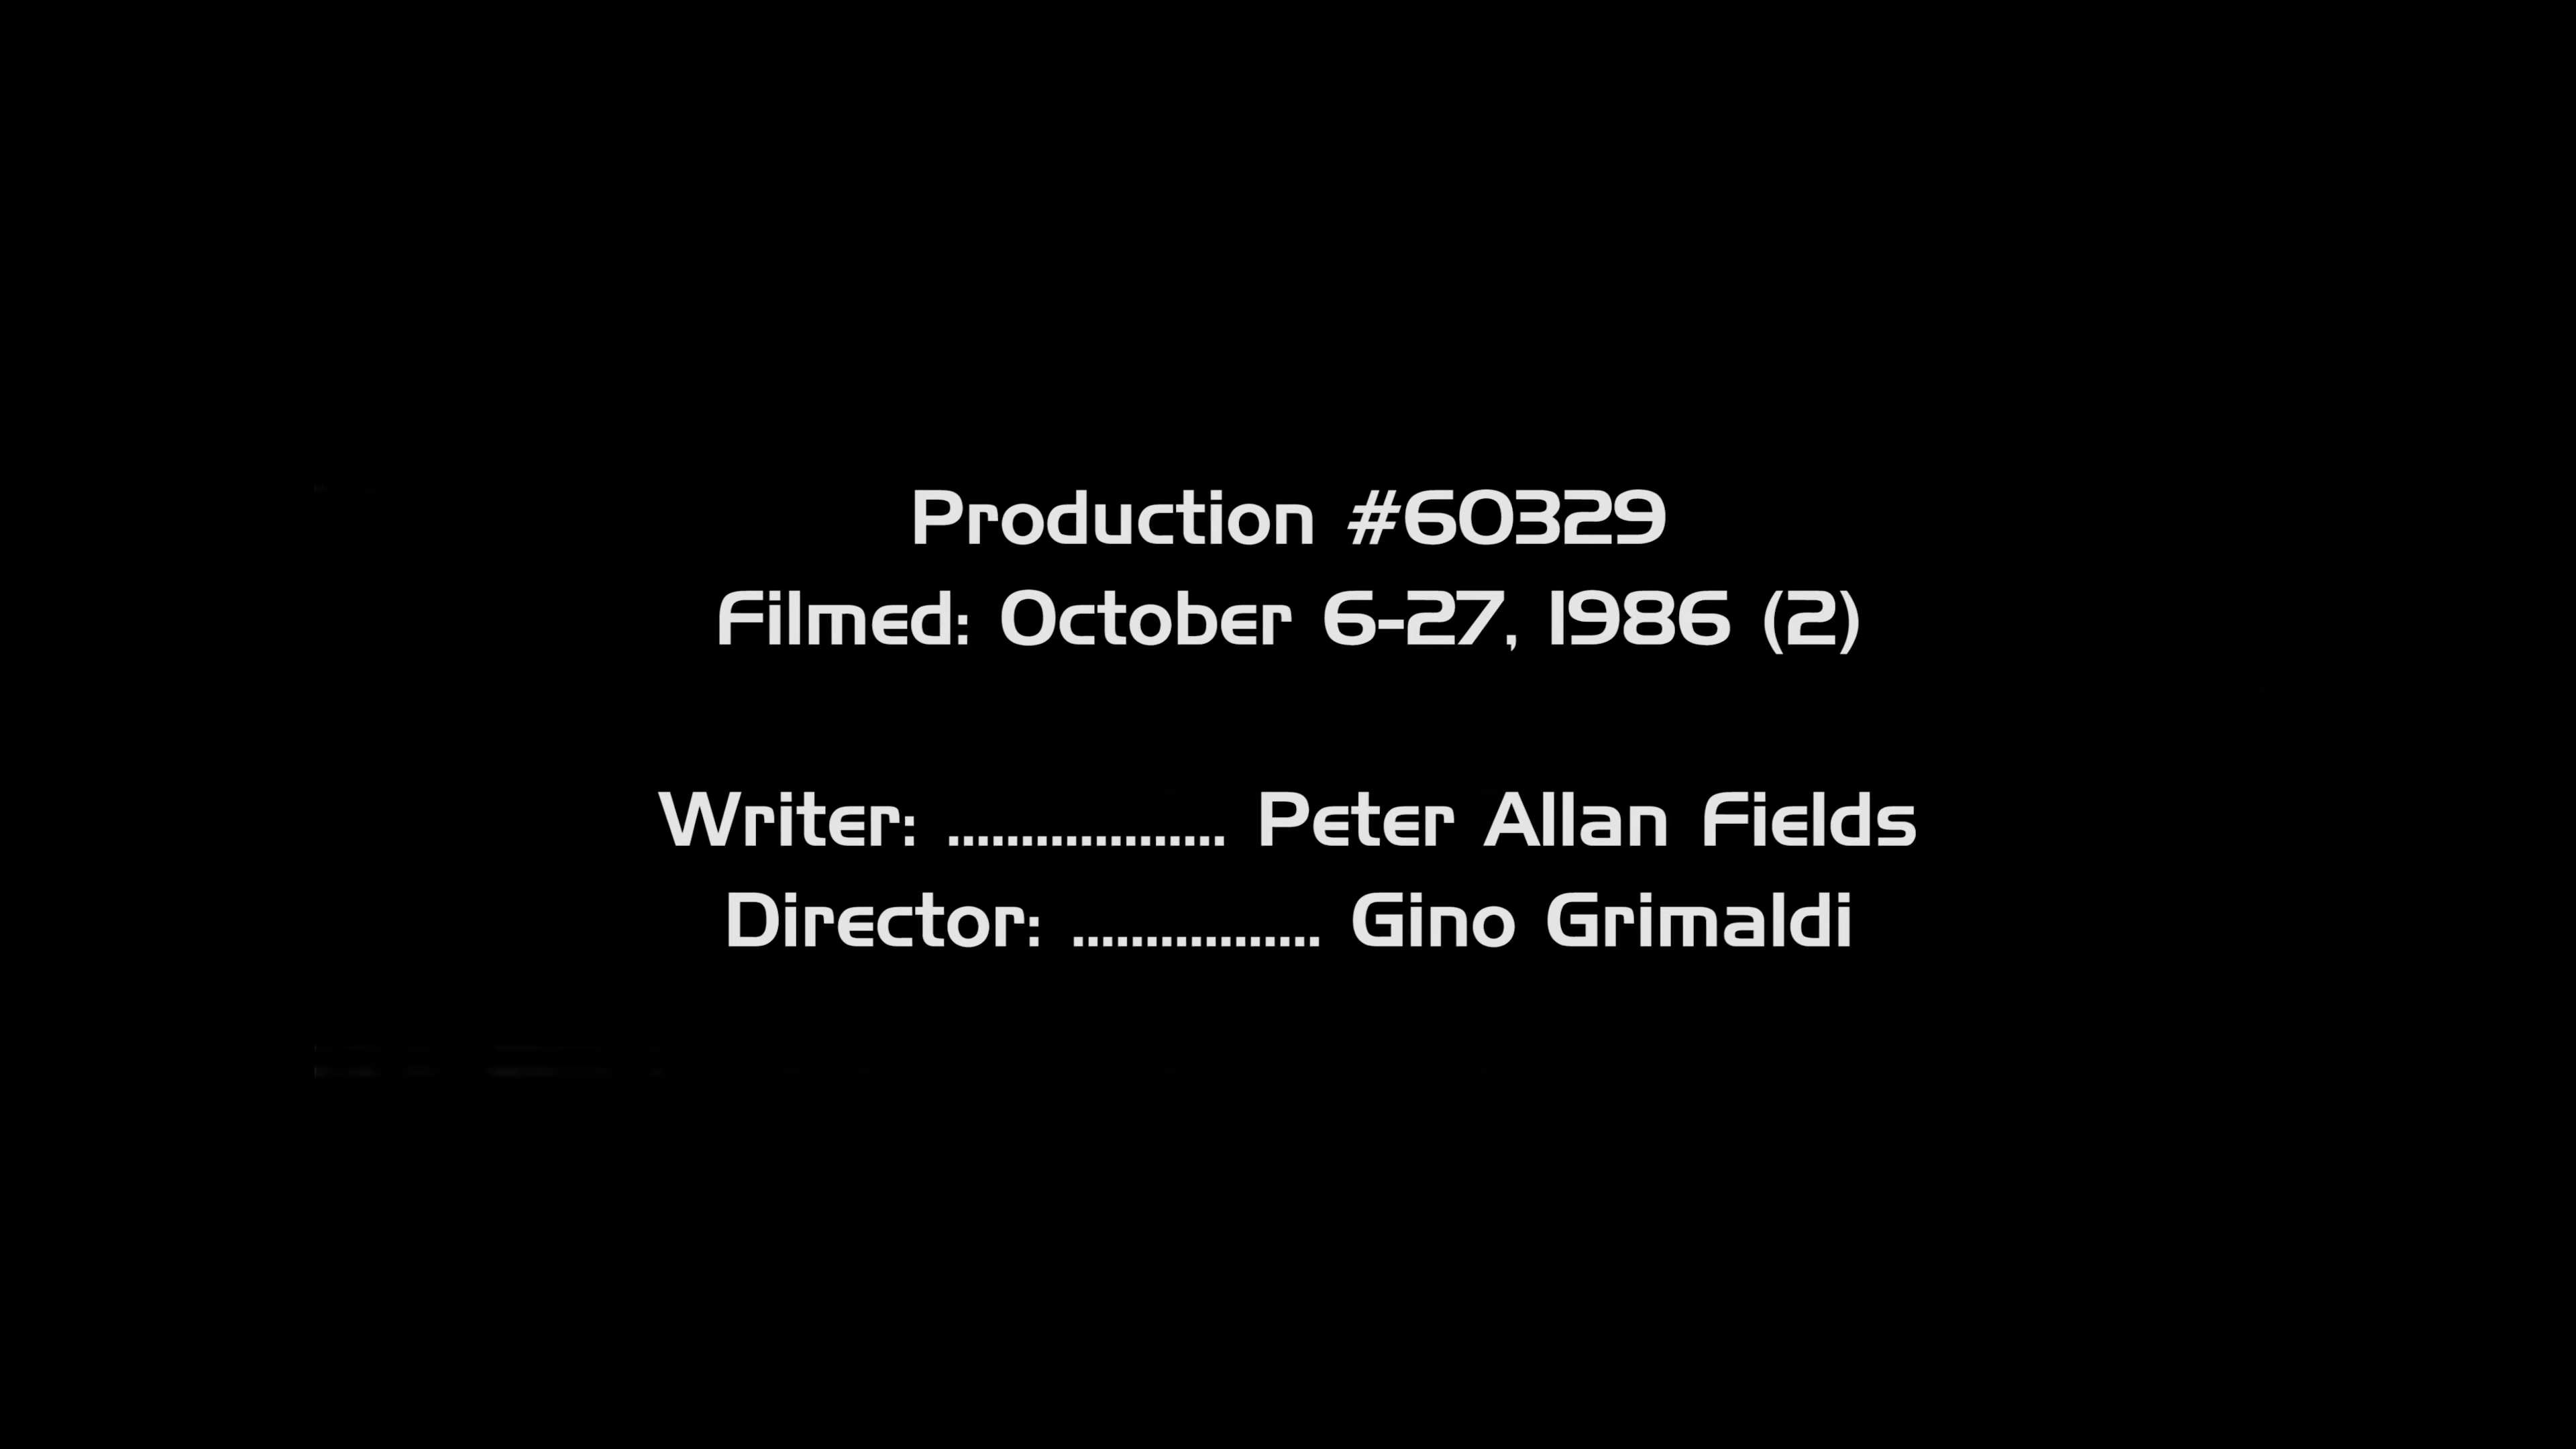 Production #60329
Filmed: October 6-27, 1986 (2)
Writer: ................... Peter Allan Fields
Director: ................. Gino Grimaldi